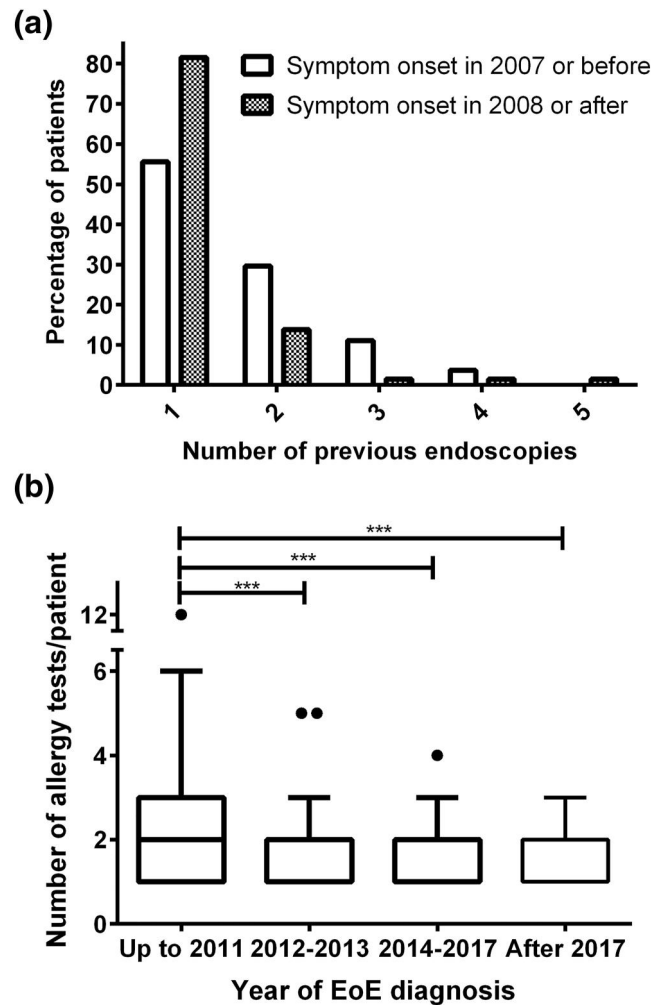 (a)
Percentage of patients
80
70
60
50
40
30
20
10
0
Symptom onset in 2007 or before
Symptom onset in 2008 or after
1 2 3 4 5
Number of previous endoscopies
(b)
Number of allergy tests/patient
***
***
***
12
6
4
2
0
Up to 2011 2012-2013 2014-2017 After 2017
Year of EoE diagnosis